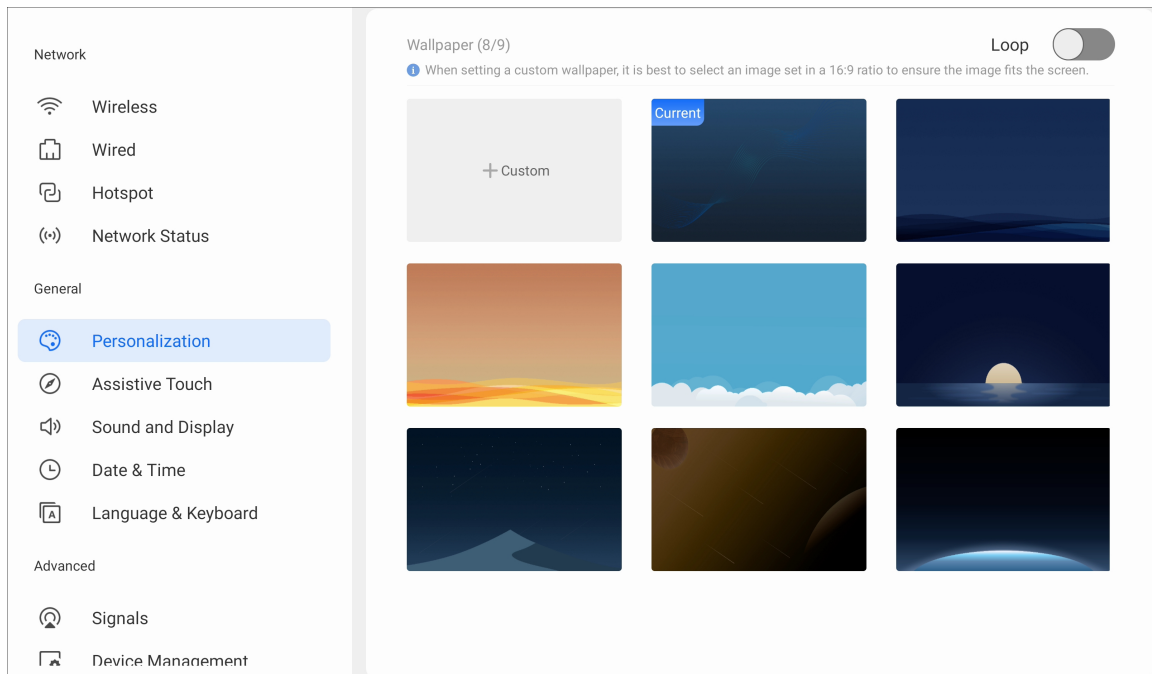 Network
Wireless
Wired
Hotspot
Network Status
General
Personalization
Assistive Touch
Sound and Display
Date & Time
Language & Keyboard
Advanced
Signals
Device Management
Wallpaper (8/9)
Loop
When setting a custom wallpaper, it is best to select an image set in a 16:9 ratio to ensure the image fits the screen.
Custom
Current